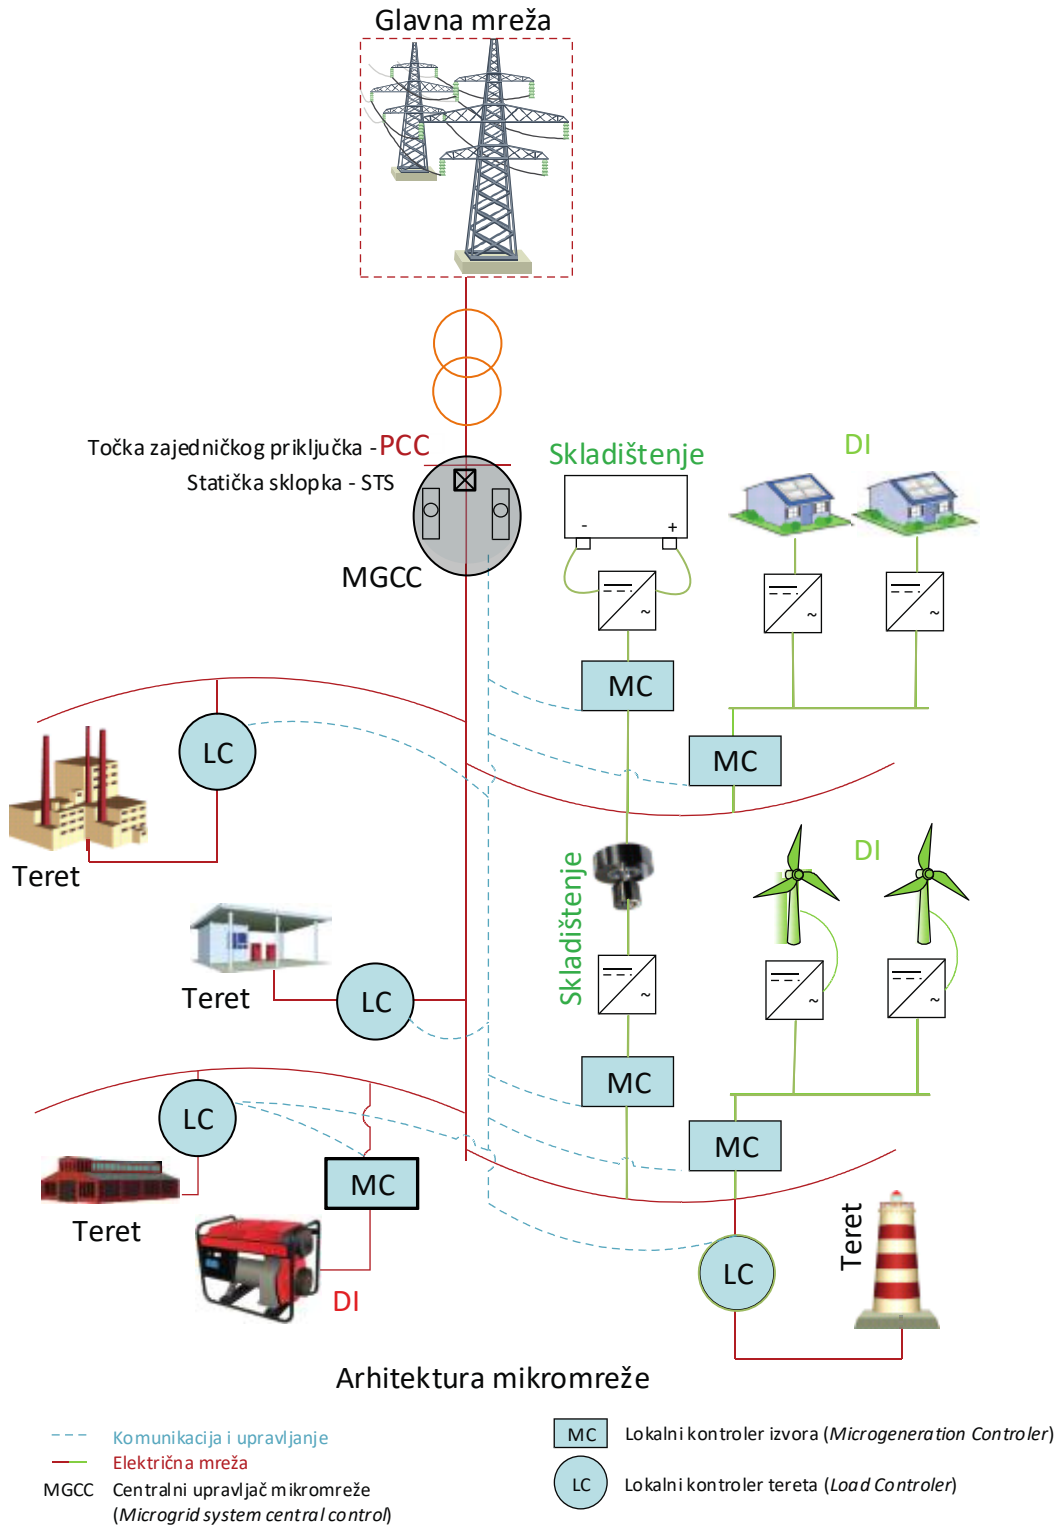 Glavna mreža
Točka zajedničkog priključka - PCC
Statička sklopka - STS
MGCC
Skladištenje
- +
DI
~
~
~
MC
MC
LC
Teret
Skladištenje
DI
~
~
~
Teret
LC
MC
MC
LC
Teret
MC
DI
LC
Teret
Arhitektura mikromreže
Komunikacija i upravljanje
Električna mreža
MGCC Centralni upravljač mikromreže
(Microgrid system central control)
MC Lokalni kontroler izvora (Microgeneration Controler)
LC Lokalni kontroler tereta (Load Controler)